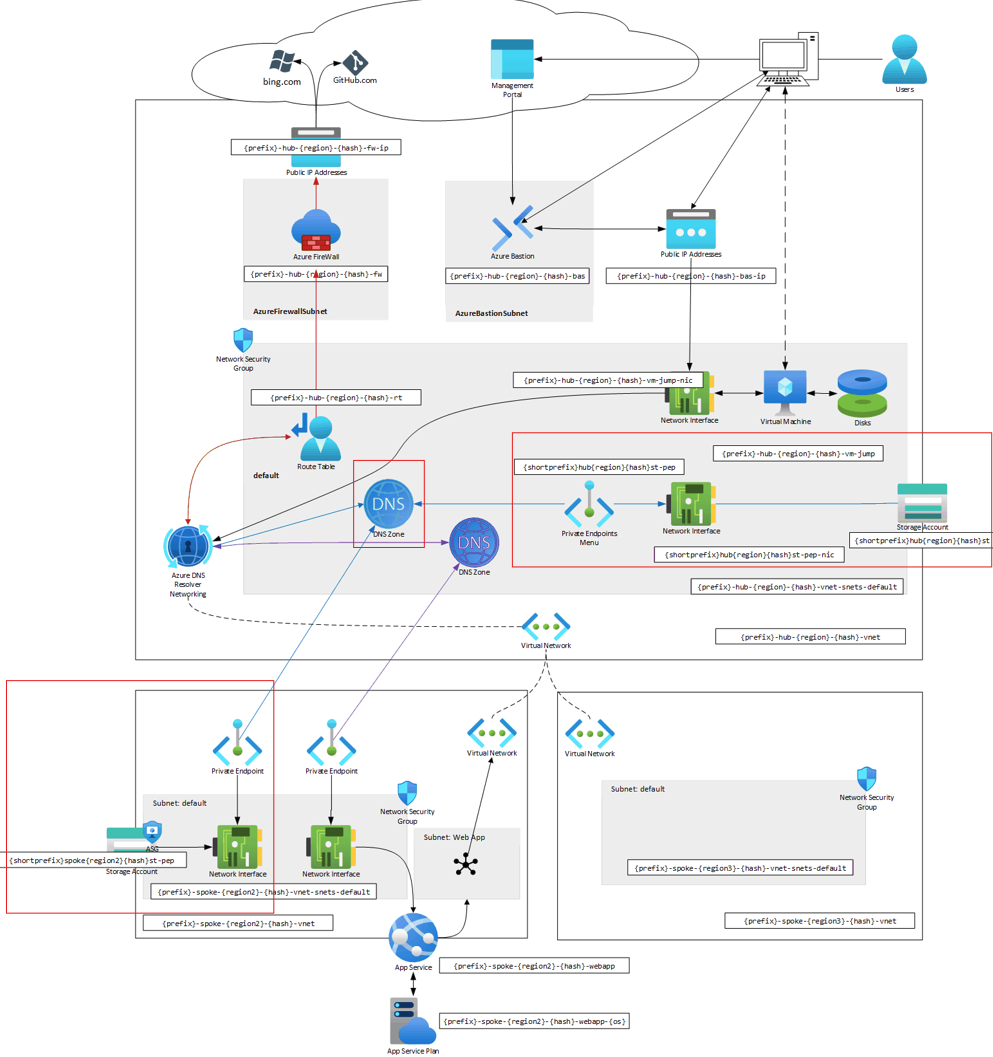 bing.com
GitHub.com
Management
Portal
Users
{prefix}-hub-{region}-{hash}-fw-ip
Public IP Addresses
Azure FireWall
{prefix}-hub-{region}-{hash}-fw
AzureFirewallSubnet
Azure Bastion
{prefix}-hub-{region}-{hash}-bas
AzureBastionSubnet
Public IP Addresses
{prefix}-hub-{region}-{hash}-bas-ip
Network Security
Group
{prefix}-hub-{region}-{hash}-rt
Route Table
default
{prefix}-hub-{region}-{hash}-vm-jump-nic
Network Interface
Virtual Machine
Disks
{prefix}-hub-{region}-{hash}-vm-jump
{shortprefix}hub{region}{hash}st-pep
DNS
DNS Zone
Private Endpoints
Menu
Network Interface
Storage Account
{shortprefix}hub{region}{hash}st
{shortprefix}hub{region}{hash}st-pep-nic
DNS
DNS Zone
Azure DNS
Resolver
Networking
{prefix}-hub-{region}-{hash}-vnet-snets-default
Virtual Network
{prefix}-hub-{region}-{hash}-vnet
Private Endpoint
Private Endpoint
Virtual Network
Virtual Network
Subnet: default
Network Security
Group
Subnet: Web App
ASG
{shortprefix}spoke{region2}{hash}st-pep
Storage Account
Network Interface
Network Interface
{prefix}-spoke-{region2}-{hash}-vnet-snets-default
{prefix}-spoke-{region2}-{hash}-vnet
Subnet: default
Network Security
Group
{prefix}-spoke-{region3}-{hash}-vnet-snets-default
{prefix}-spoke-{region3}-{hash}-vnet
App Service
{prefix}-spoke-{region2}-{hash}-webapp
{prefix}-spoke-{region2}-{hash}-webapp-{os}
App Service Plan